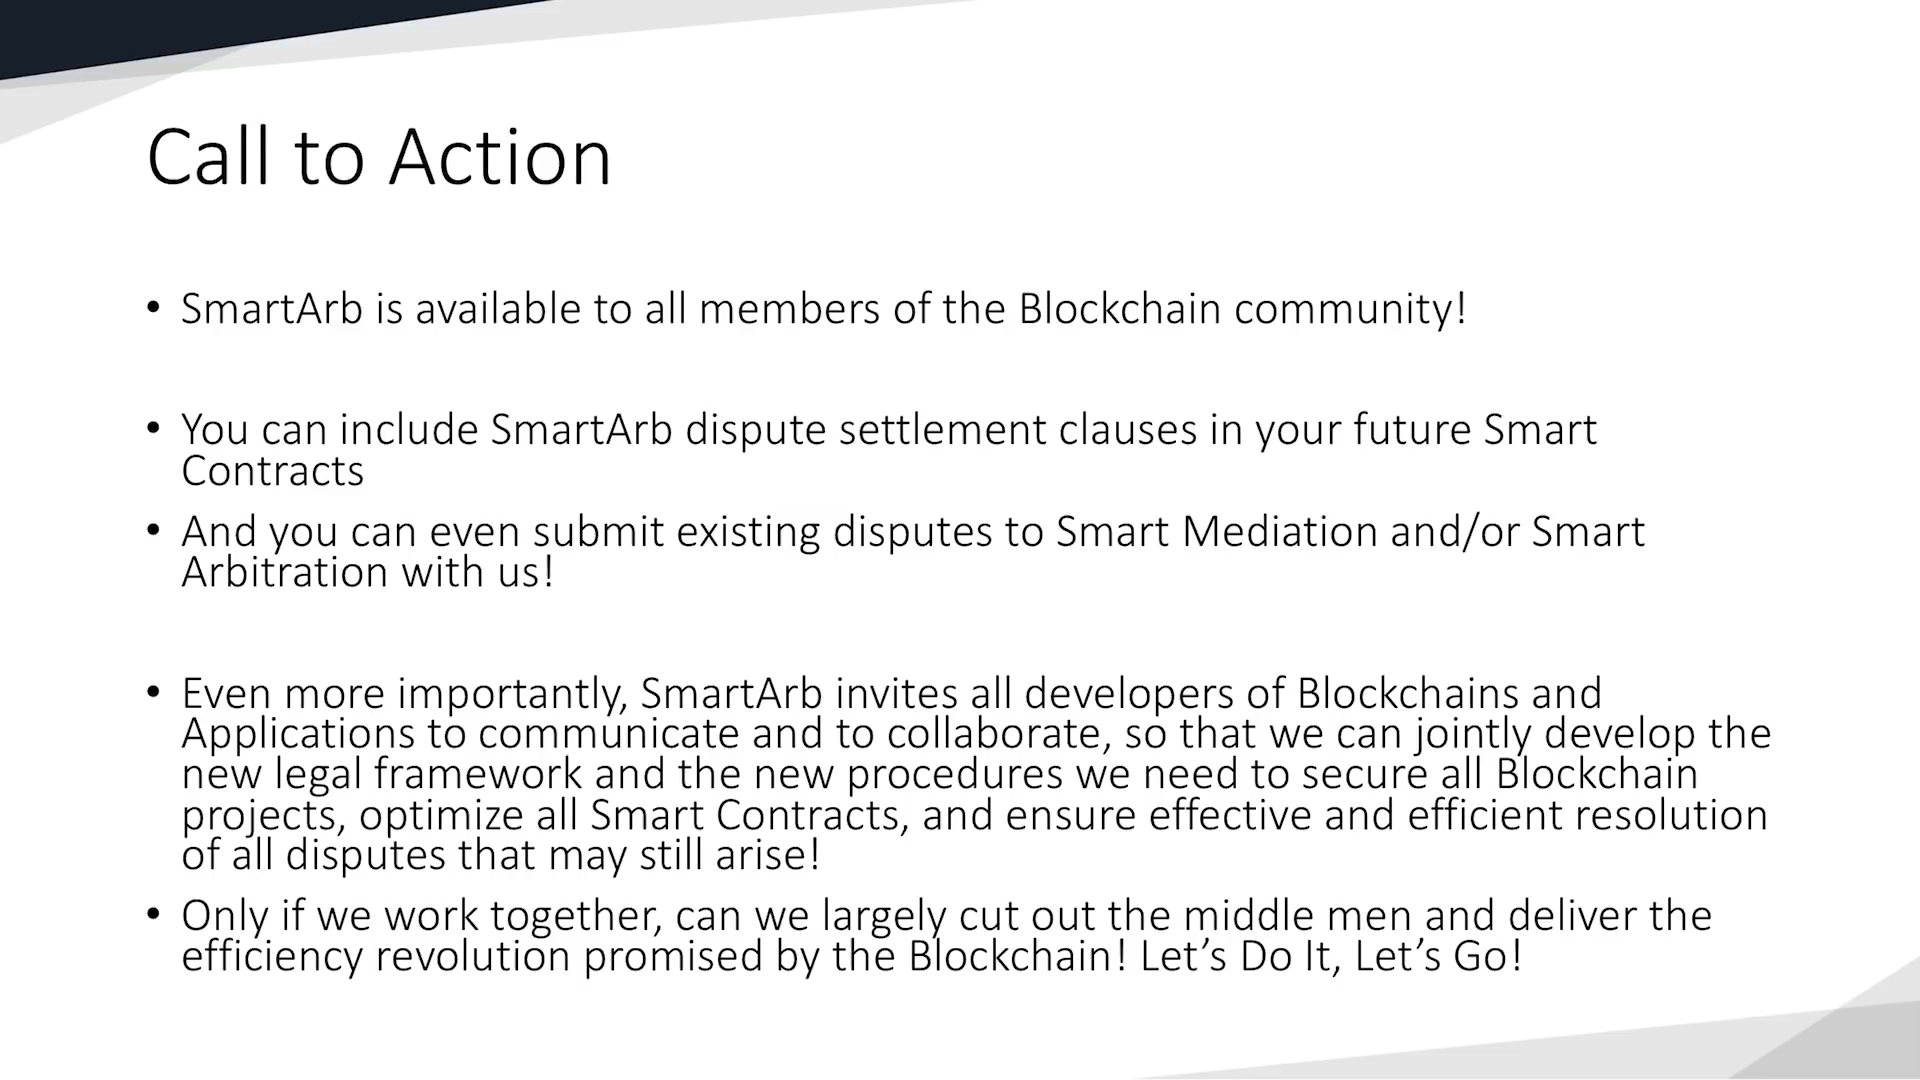 Call to Action
• SmartArb is available to all members of the Blockchain community!
• You can include SmartArb dispute settlement clauses in your future Smart
Contracts
• And you can even submit existing disputes to Smart Mediation and/or Smart
Arbitration with us!
• Even more importantly, SmartArb invites all developers of Blockchains and
Applications to communicate and to collaborate, so that we can jointly develop the
new legal framework and the new procedures we need to secure all Blockchain
projects, optimize all Smart Contracts, and ensure effective and efficient resolution
of all disputes that may still arise!
• Only if we work together, can we largely cut out the middle men and deliver the
efficiency revolution promised by the Blockchain! Let’s Do It, Let’s Go!